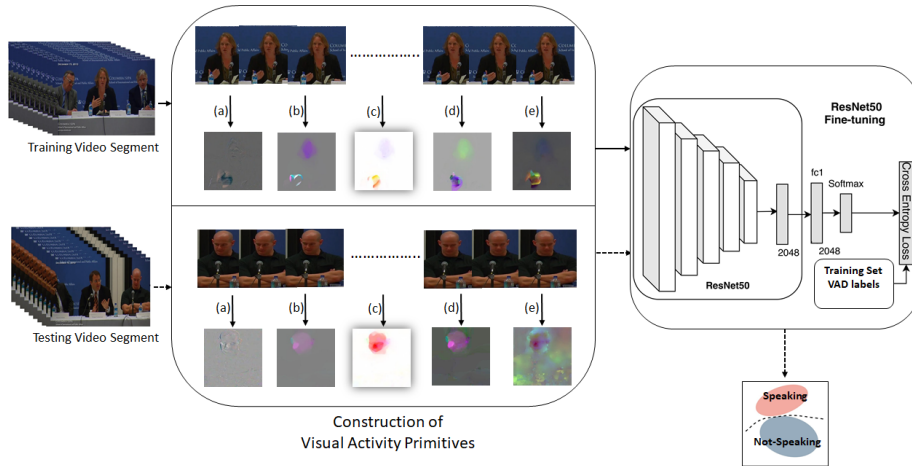 Training Video Segment
(a) (b) (c) (d) (e)
Testing Video Segment
(a) (b) (c) (d) (e)
Construction of
Visual Activity Primitives
ResNet50
Fine-tuning
fc1
Softmax
2048
2048
ResNet50
Cross Entropy Loss
Training Set
VAD labels
Speaking
Not-Speaking